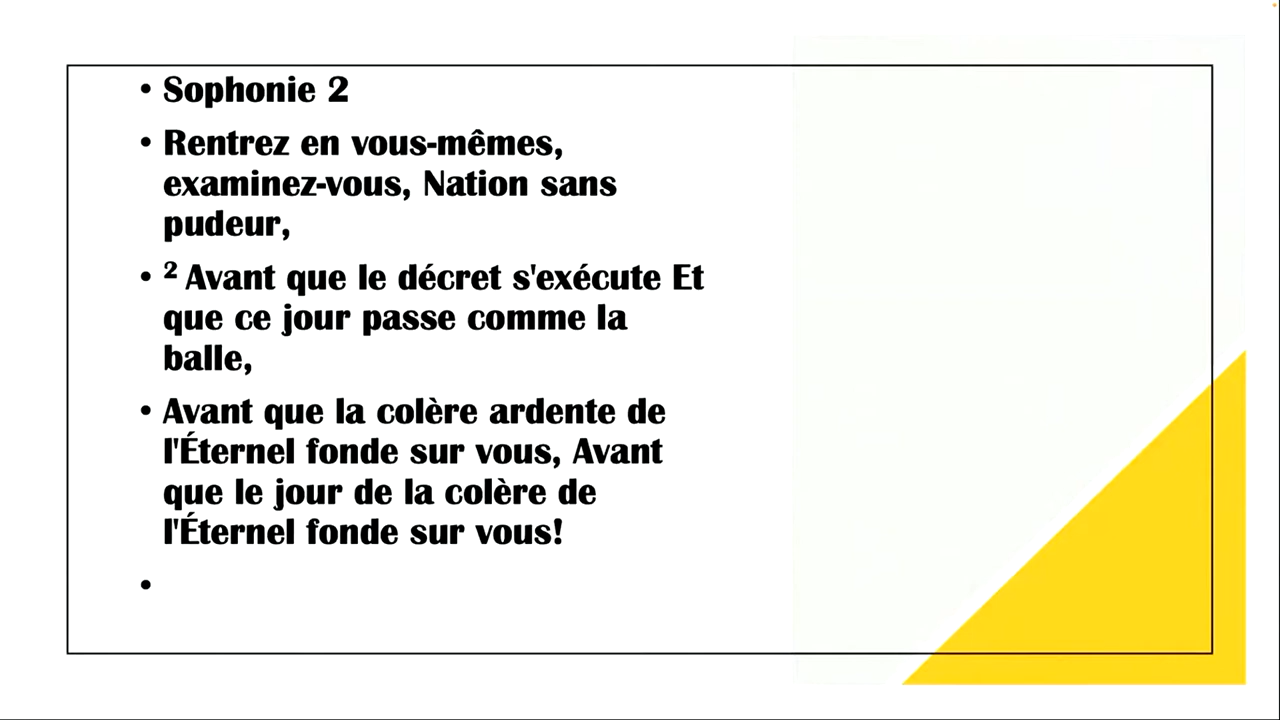 • Sophonie 2
• Rentrez en vous-mêmes,
examinez-vous, Nation sans
pudeur,
• ² Avant que le décret s'exécute Et
que ce jour passe comme la
balle,
• Avant que la colère ardente de
l'Éternel fonde sur vous, Avant
que le jour de la colère de
l'Éternel fonde sur vous!
•